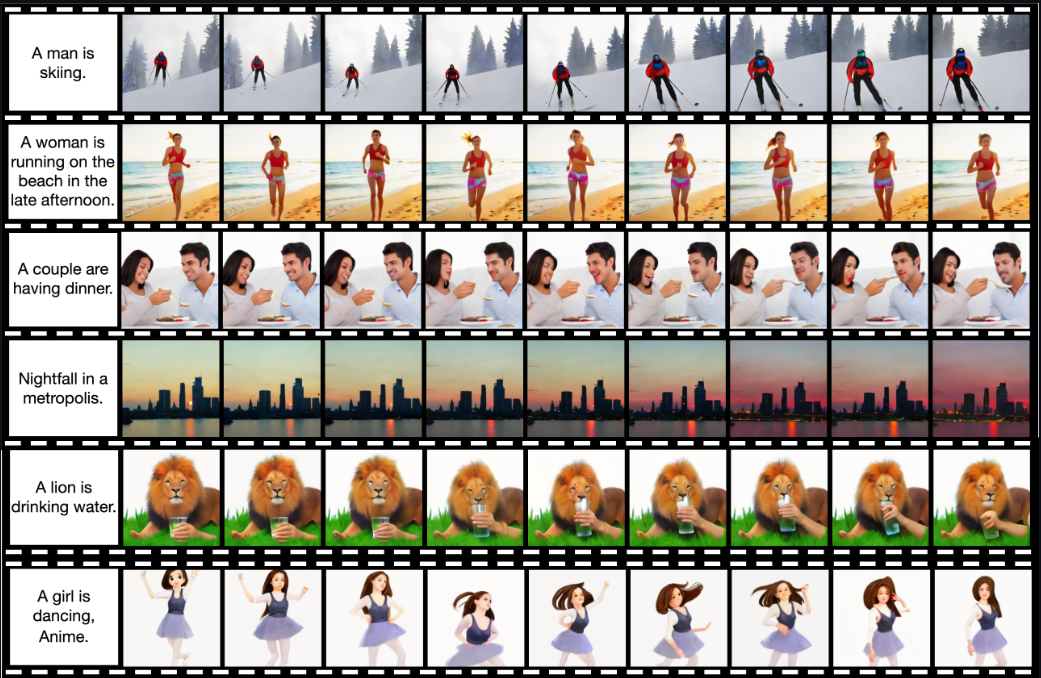 A man is
skiing.
A woman is
running on the
beach in the
late afternoon.
A couple are
having dinner.
Nightfall in a
metropolis.
A lion is
drinking water.
A girl is
dancing,
Anime.